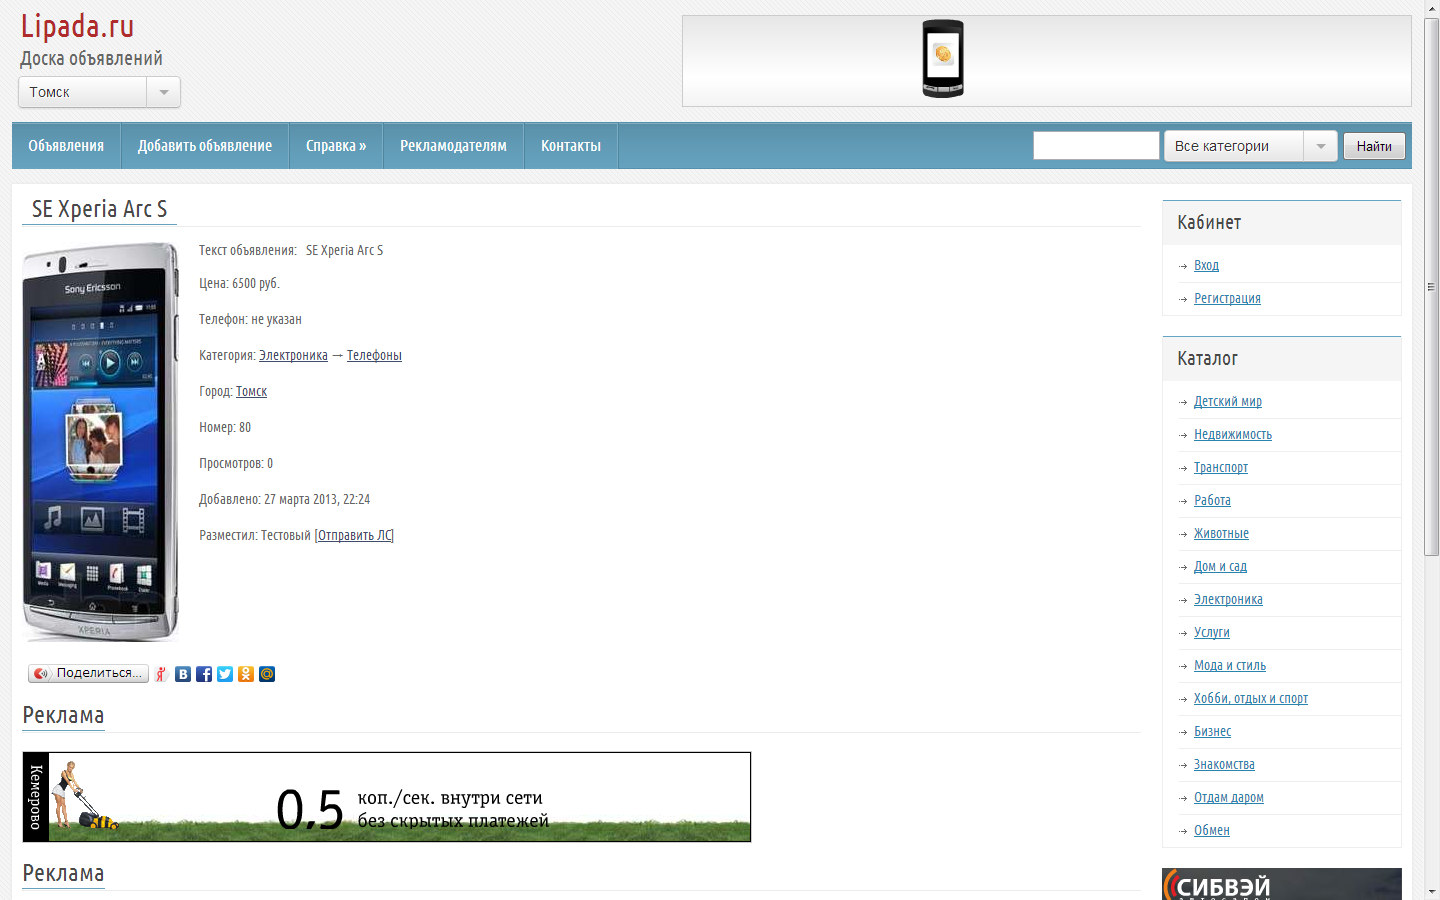 Lipada.ru
Доска объявлений
Томск
Объявления
Добавить объявление
Справка »
Рекламодателям
Контакты
Все категории
Найти
SE Xperia Arc S
Sony Ericsson
XPERIA
Текст объявления: SE Xperia Arc S
Цена: 6500 руб.
Телефон: не указан
Категория: Электроника → Телефоны
Город: Томск
Номер: 80
Просмотров: 0
Добавлено: 27 марта 2013, 22:24
Разместил: Тестовый [Отправить ЛС]
Поделиться…
Реклама
Кемерово
0,5
коп./сек. внутри сети
без скрытых платежей
Реклама
Кабинет
Вход
Регистрация
Каталог
Детский мир
Недвижимость
Транспорт
Работа
Животные
Дом и сад
Электроника
Услуги
Мода и стиль
Хобби, отдых и спорт
Бизнес
Знакомства
Отдам даром
Обмен
СИБВЭЙ